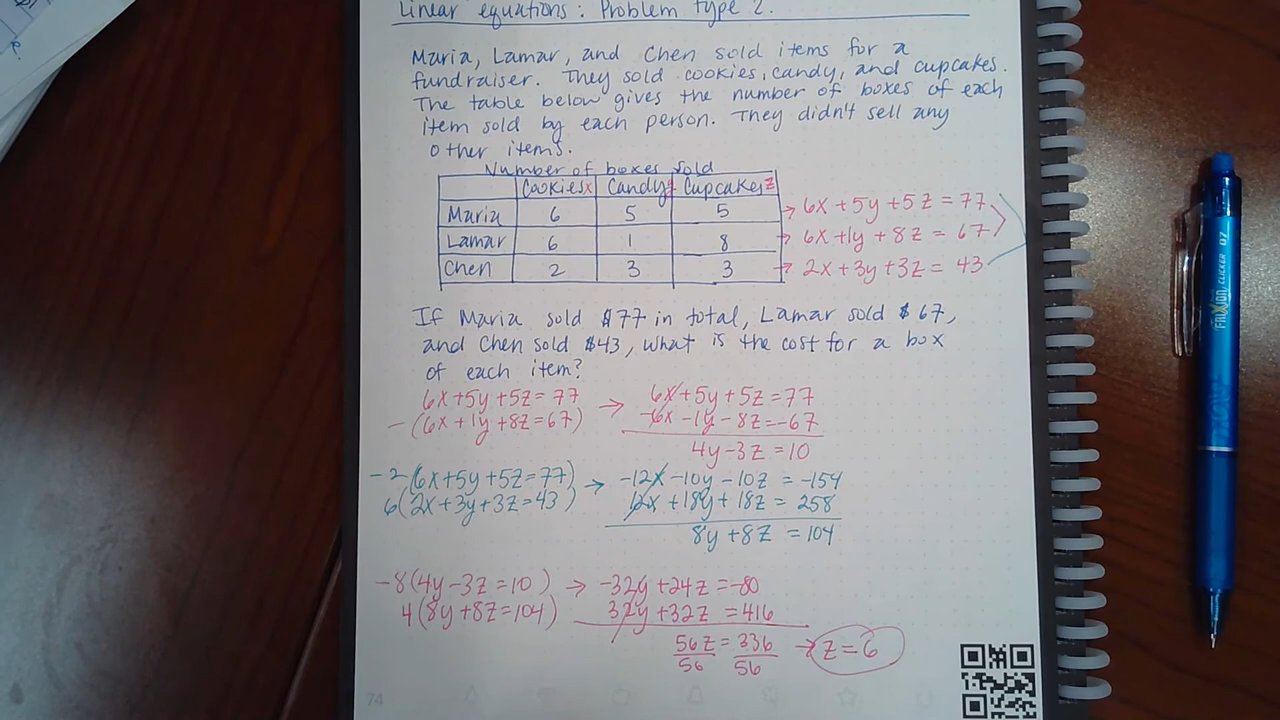 Linear equations: Problem type 2.
Maria, Lamar, and Chen sold items for a
fundraiser. They sold cookies, candy, and cupcakes.
The table below gives the number of boxes of each
item sold by each person. They didn't sell any
other items.
Number of boxes sold
Cookies x Candy y Cupcakes z
Maria 6 5 5 → 6x + 5y + 5z = 77
Lamar 6 1 8 → 6x + 1y + 8z = 67
Chen 2 3 3 → 2x + 3y + 3z = 43
If Maria sold $77 in total, Lamar sold $67,
and Chen sold $43, what is the cost for a box
of each item?
6x+5y+5z=77 → 6x+5y+5z=77
-(6x+1y+8z=67) -6x-1y-8z=-67
4y-3z=10
-2(6x+5y+5z=77) → -12x-10y-10z=-154
6(2x+3y+3z=43) 12x+18y+18z=258
8y+8z=104
-8(4y-3z=10) → -32y+24z=-80
4(8y+8z=104) 32y+32z=416
56z=336 → z=6
56 56
74
FRIXION CLICKER 07